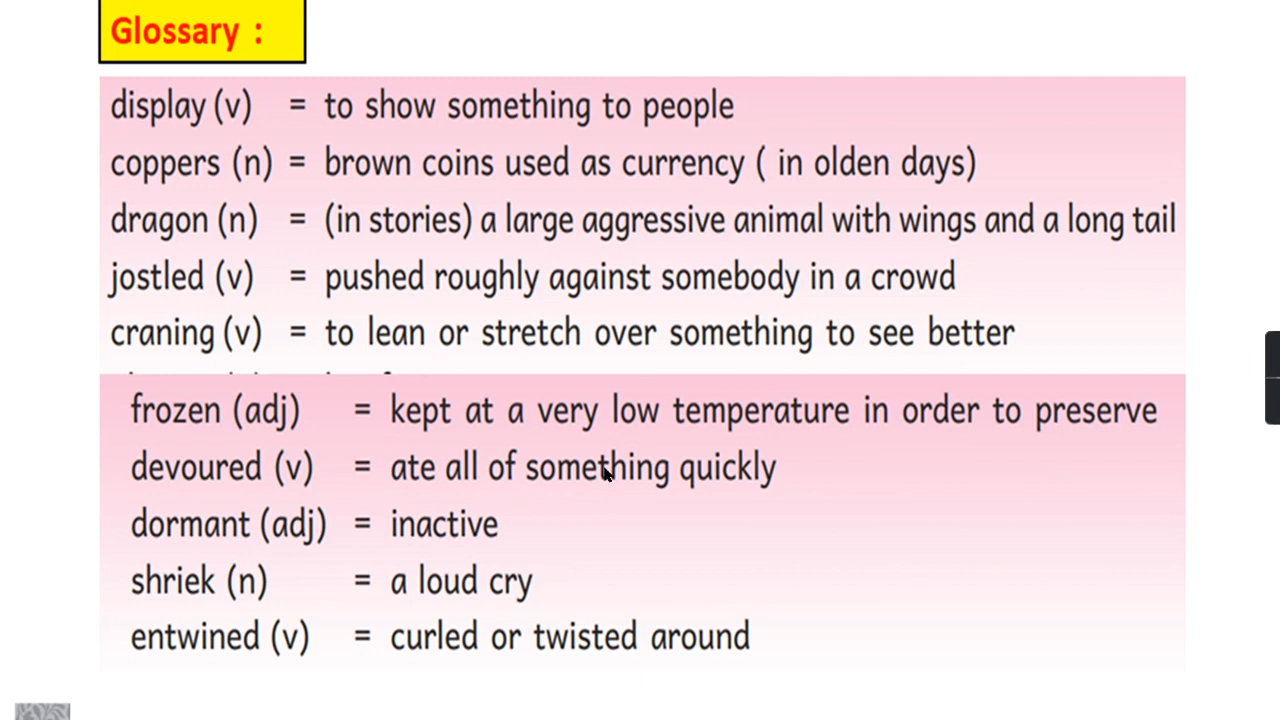 Glossary :
display (v) = to show something to people
coppers (n) = brown coins used as currency ( in olden days)
dragon (n) = (in stories) a large aggressive animal with wings and a long tail
jostled (v) = pushed roughly against somebody in a crowd
craning (v) = to lean or stretch over something to see better
frozen (adj) = kept at a very low temperature in order to preserve
devoured (v) = ate all of something quickly
dormant (adj) = inactive
shriek (n) = a loud cry
entwined (v) = curled or twisted around